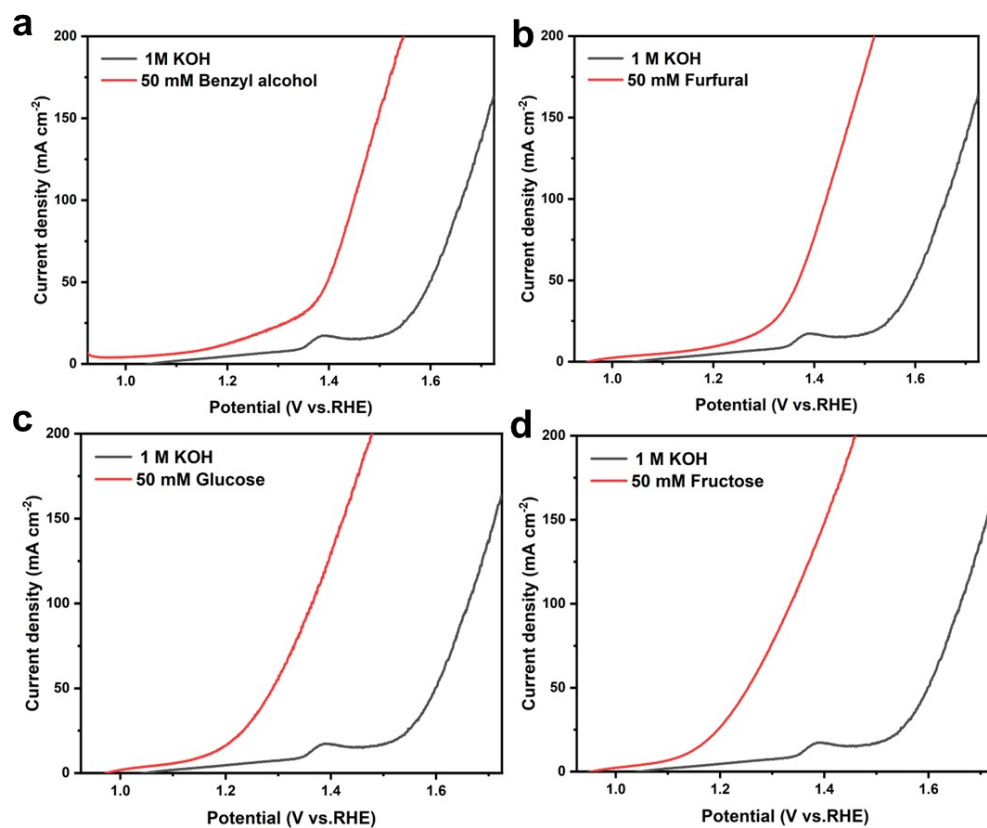 a
1M KOH
50 mM Benzyl alcohol
Current density (mA cm-2)
200
150
100
50
0
1.0 1.2 1.4 1.6
Potential (V vs.RHE)
b
1 M KOH
50 mM Furfural
Current density (mA cm-2)
200
150
100
50
0
1.0 1.2 1.4 1.6
Potential (V vs.RHE)
c
1 M KOH
50 mM Glucose
Current density (mA cm-2)
200
150
100
50
0
1.0 1.2 1.4 1.6
Potential (V vs.RHE)
d
1 M KOH
50 mM Fructose
Current density (mA cm-2)
200
150
100
50
0
1.0 1.2 1.4 1.6
Potential (V vs.RHE)